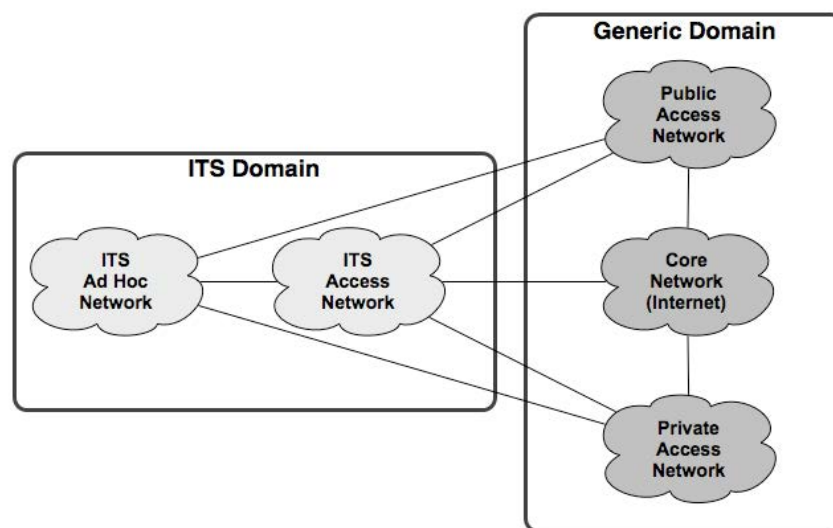 Generic Domain
Public
Access
Network
ITS Domain
ITS
Ad Hoc
Network
ITS
Access
Network
Core
Network
(Internet)
Private
Access
Network